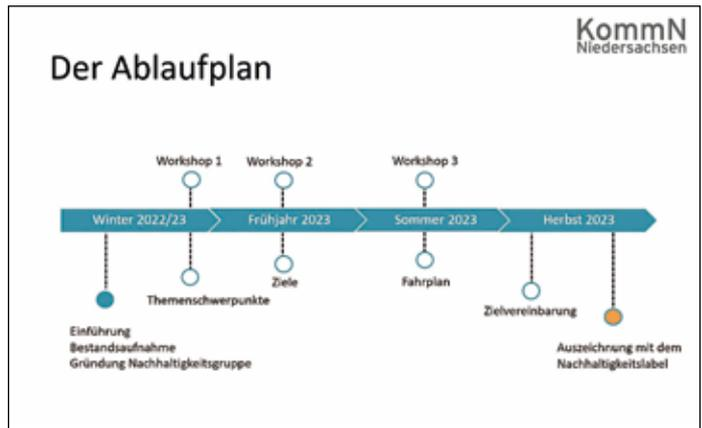 KommN
Niedersachsen
Der Ablaufplan
Workshop 1
Workshop 2
Workshop 3
Winter 2022/23
Frühjahr 2023
Sommer 2023
Herbst 2023
Themenschwerpunkte
Ziele
Fahrplan
Zielvereinbarung
Einführung
Bestandsaufnahme
Gründung Nachhaltigkeitsgruppe
Auszeichnung mit dem
Nachhaltigkeitslabel